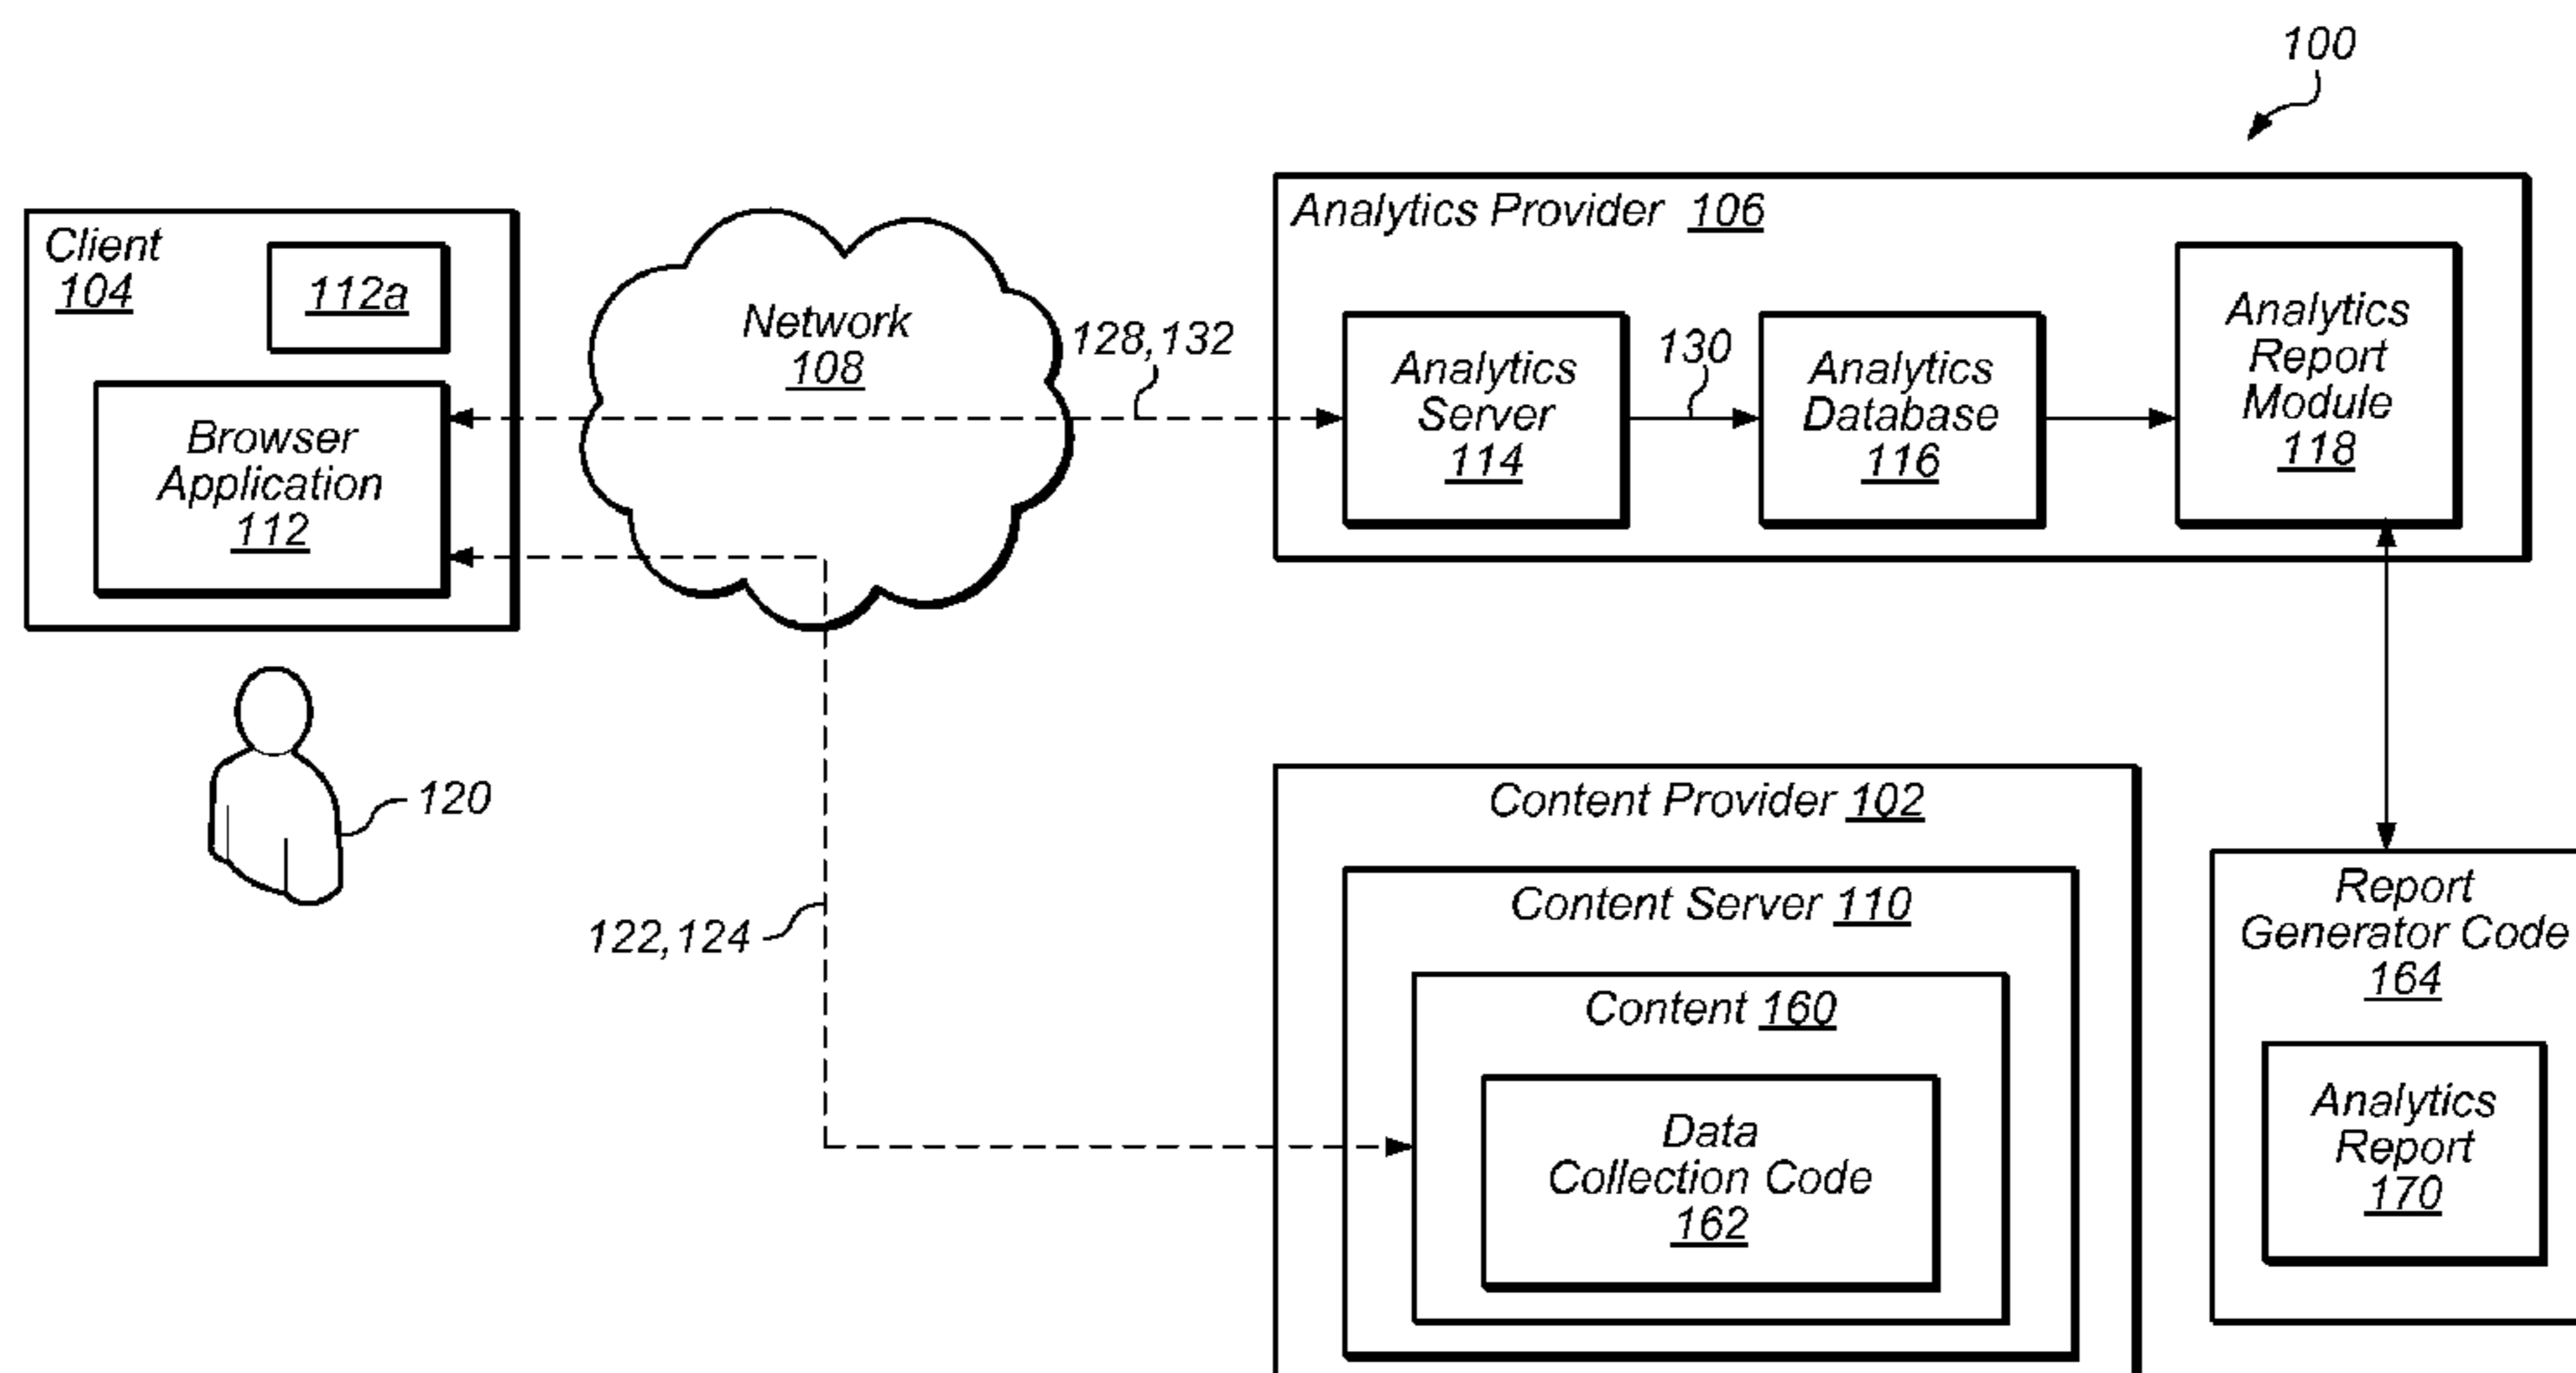 100
Client
104
112a
Browser
Application
112
120
Network
108
128,132
122,124
Analytics Provider 106
Analytics
Server
114
130
Analytics
Database
116
Analytics
Report
Module
118
Content Provider 102
Content Server 110
Content 160
Data
Collection Code
162
Report
Generator Code
164
Analytics
Report
170